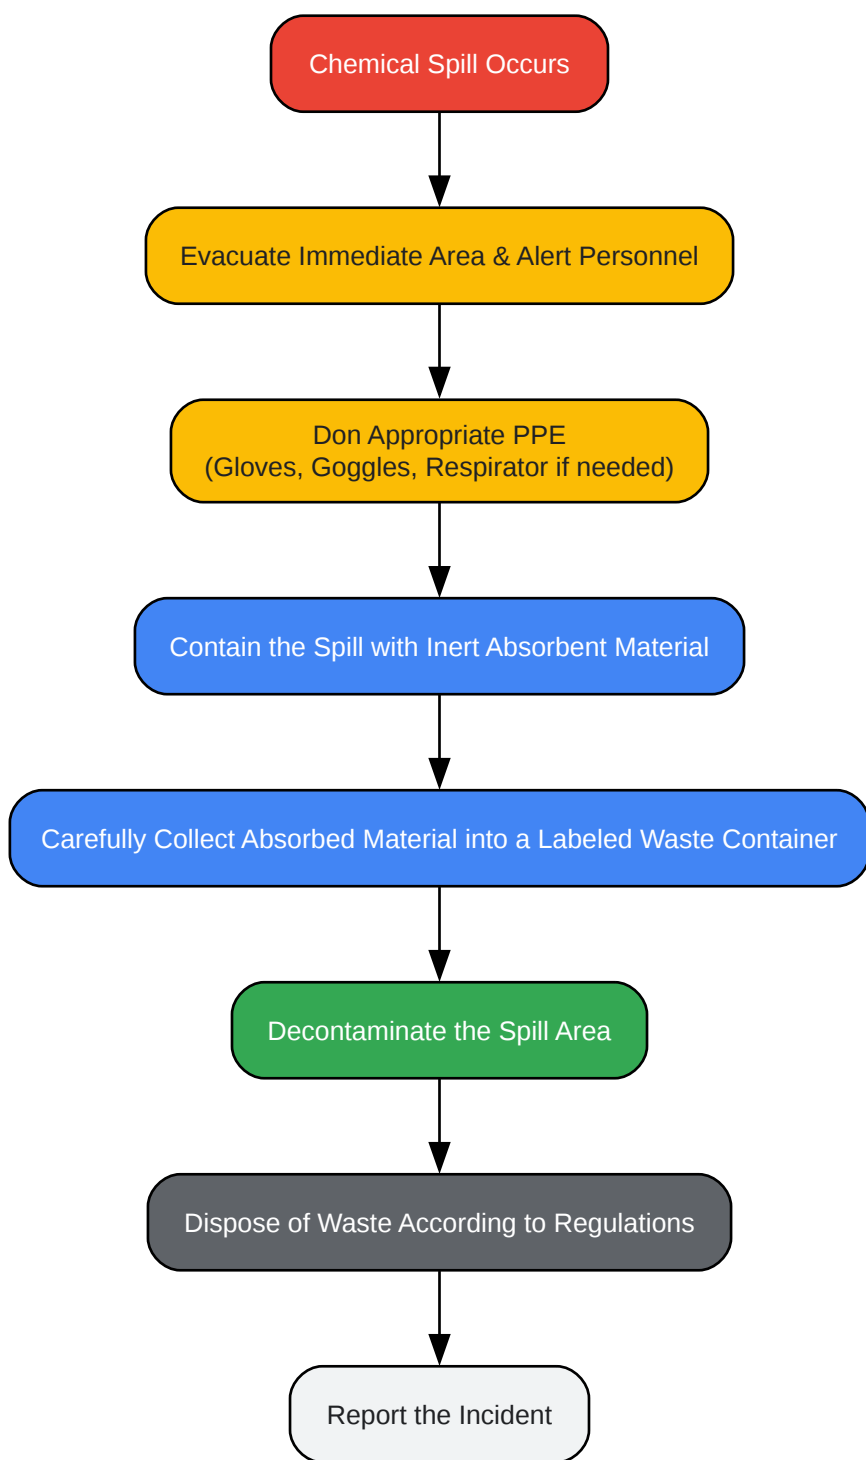 Chemical Spill Occurs
Evacuate Immediate Area & Alert Personnel
Don Appropriate PPE
(Gloves, Goggles, Respirator if needed)
Contain the Spill with Inert Absorbent Material
Carefully Collect Absorbed Material into a Labeled Waste Container
Decontaminate the Spill Area
Dispose of Waste According to Regulations
Report the Incident